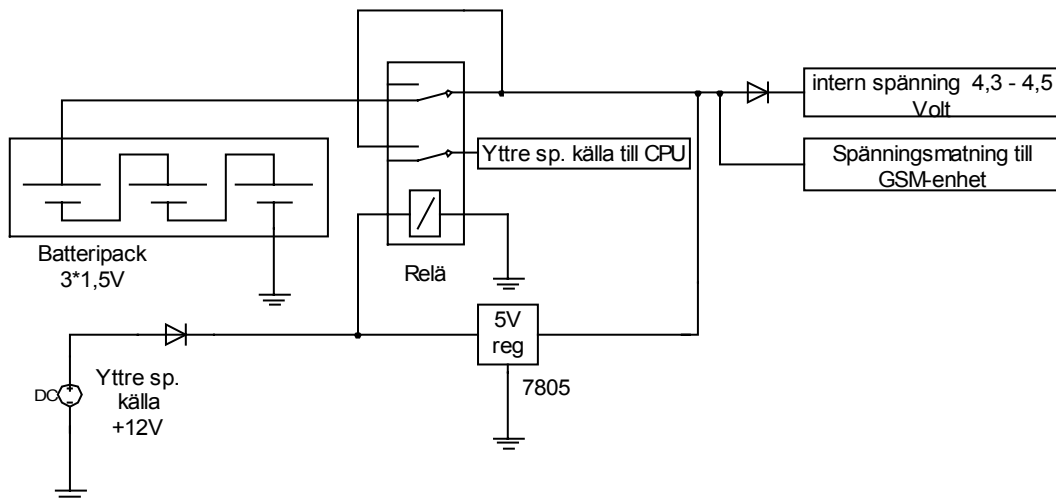 intern spänning 4,3 - 4,5
Volt
Yttre sp. källa till CPU
Spänningsmatning till
GSM-enhet
Batteripack
3*1,5V
Relä
5V
reg
7805
DC
+
-
Yttre sp.
källa
+12V